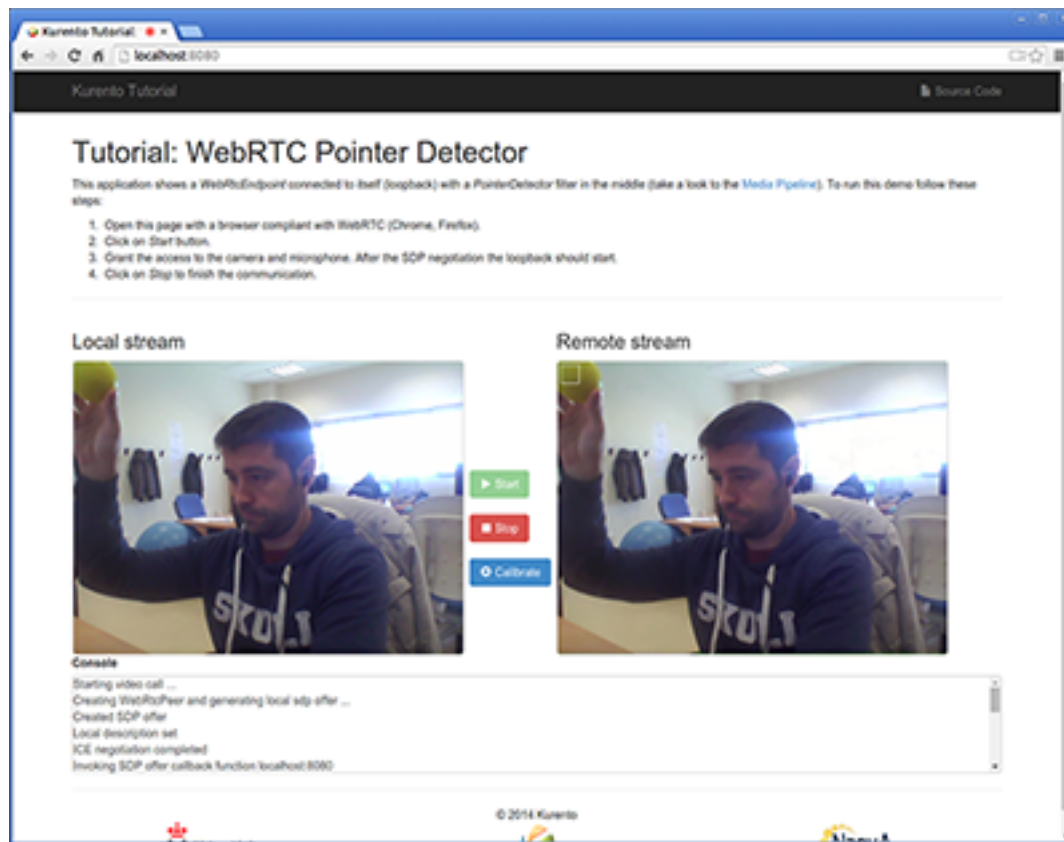 Kurento Tutorial:
localhost:8080
Kurento Tutorial
Source Code
Tutorial: WebRTC Pointer Detector
This application shows a WebRtcEndpoint connected to itself (loopback) with a PointerDetector filter in the middle (take a look to the Media Pipeline). To run this demo follow these
steps:
1. Open this page with a browser compliant with WebRTC (Chrome, Firefox).
2. Click on Start button.
3. Grant the access to the camera and microphone. After the SDP negotiation the loopback should start.
4. Click on Stop to finish the communication.
Local stream
Remote stream
Start
Stop
Calibrate
Console
Starting video call ...
Creating WebRtcPeer and generating local sdp offer ...
Created SDP offer
Local description set
ICE negotiation completed
Invoking SDP offer callback function localhost:8080
© 2014 Kurento